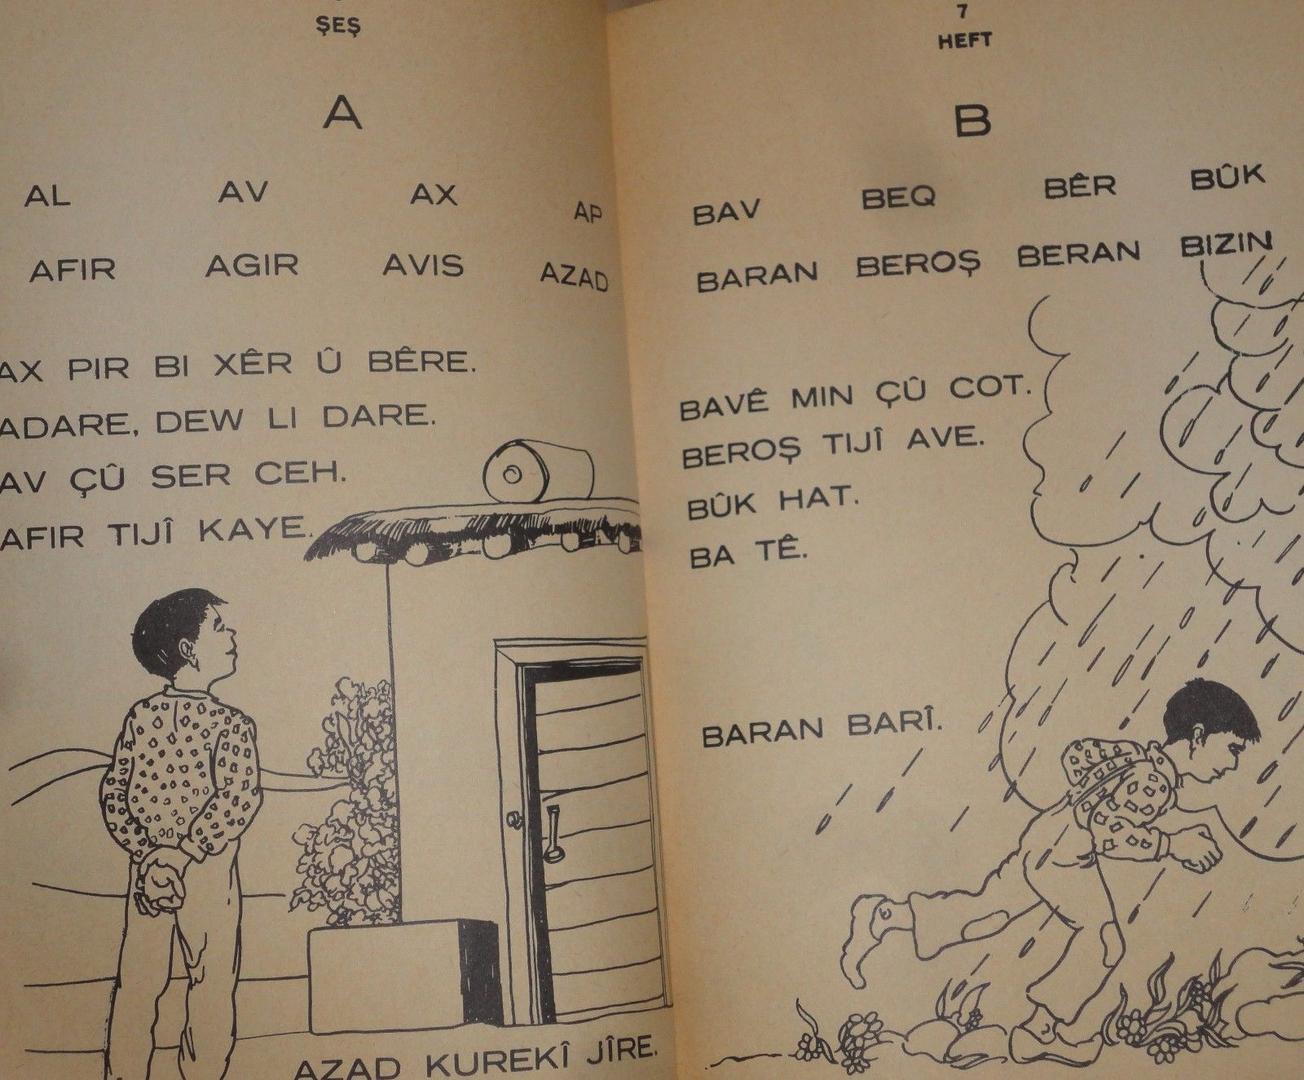 ŞEŞ
A
AL AV AX AP
AFIR AGIR AVIS AZAD
AX PIR BI XÊR Û BÊRE.
ADARE, DEW LI DARE.
AV ÇÛ SER CEH.
AFIR TIJÎ KAYE.
AZAD KUREKÎ JÎRE.
7
HEFT
B
BAV BEQ BÊR BÛK
BARAN BEROŞ BERAN BIZIN
BAVÊ MIN ÇÛ COT.
BEROŞ TIJÎ AVE.
BÛK HAT.
BA TÊ.
BARAN BARÎ.